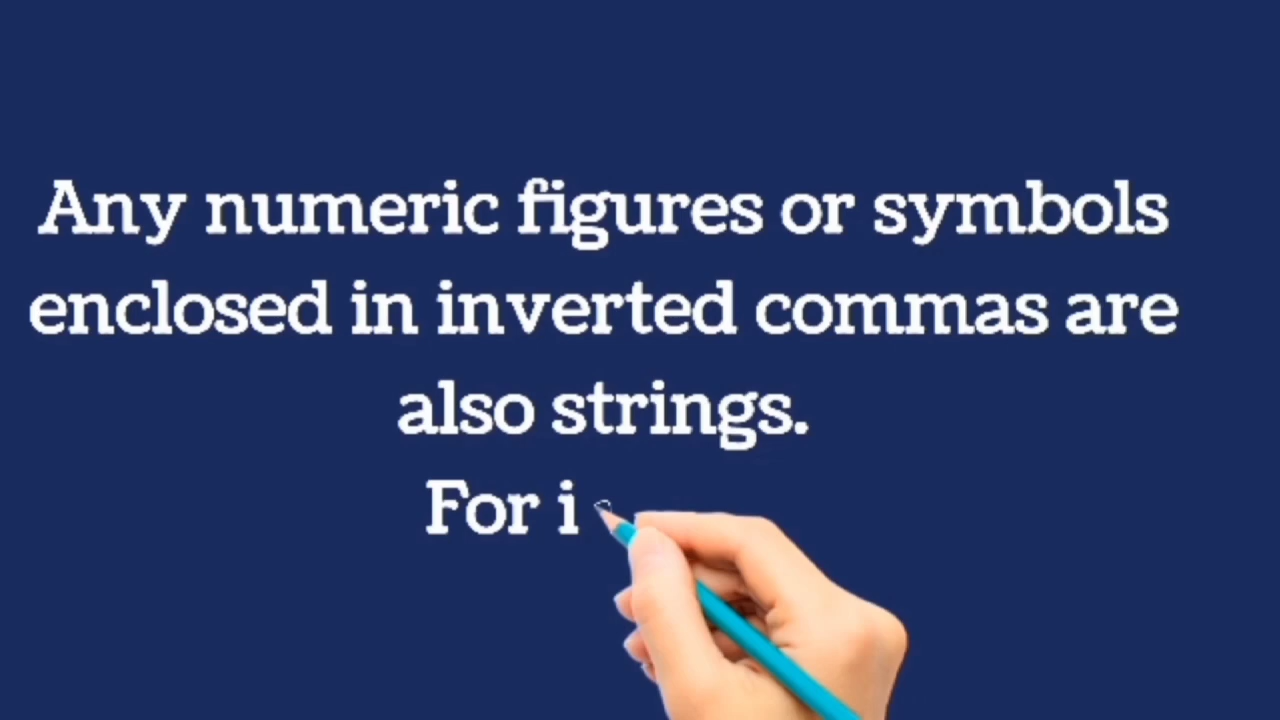 Any numeric figures or symbols
enclosed in inverted commas are
also strings.
For i